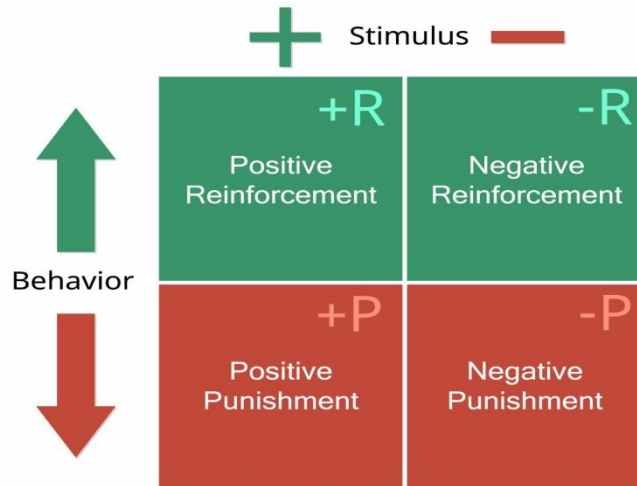 Stimulus
+R
Positive
Reinforcement
-R
Negative
Reinforcement
Behavior
+P
Positive
Punishment
-P
Negative
Punishment